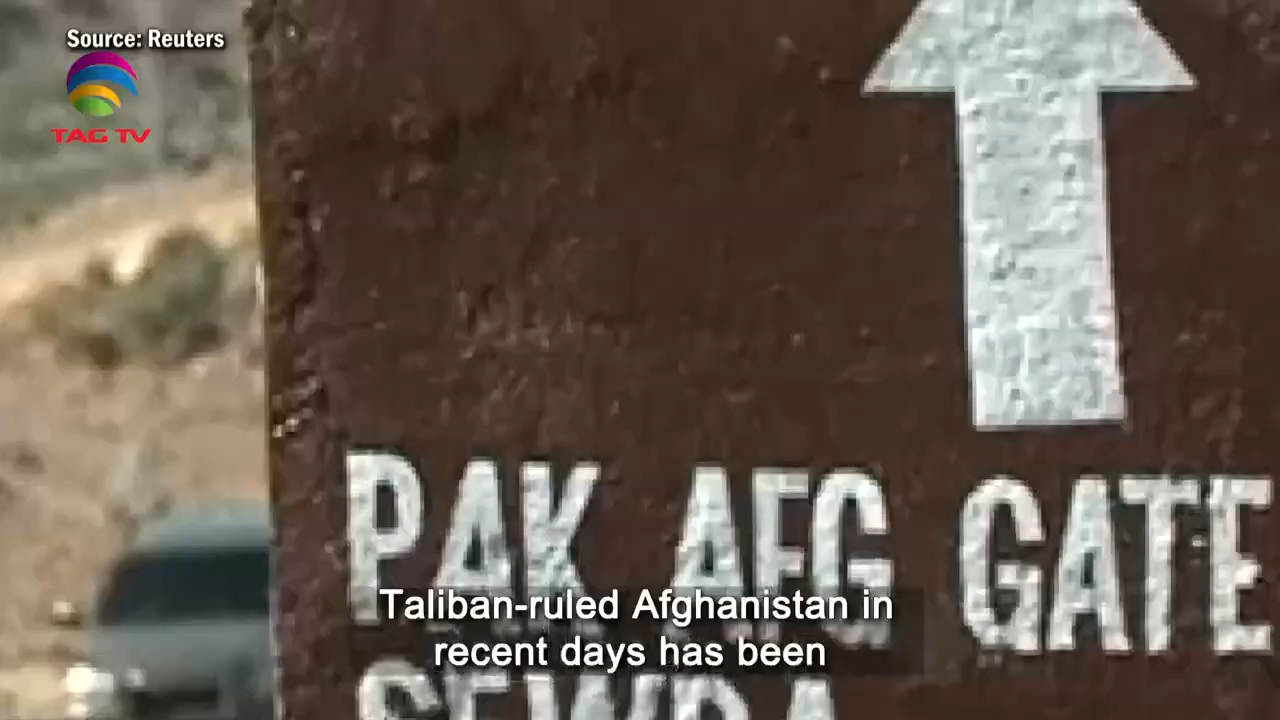 Source: Reuters
TAG TV
PAK AFG GATE
Taliban-ruled Afghanistan in
recent days has been